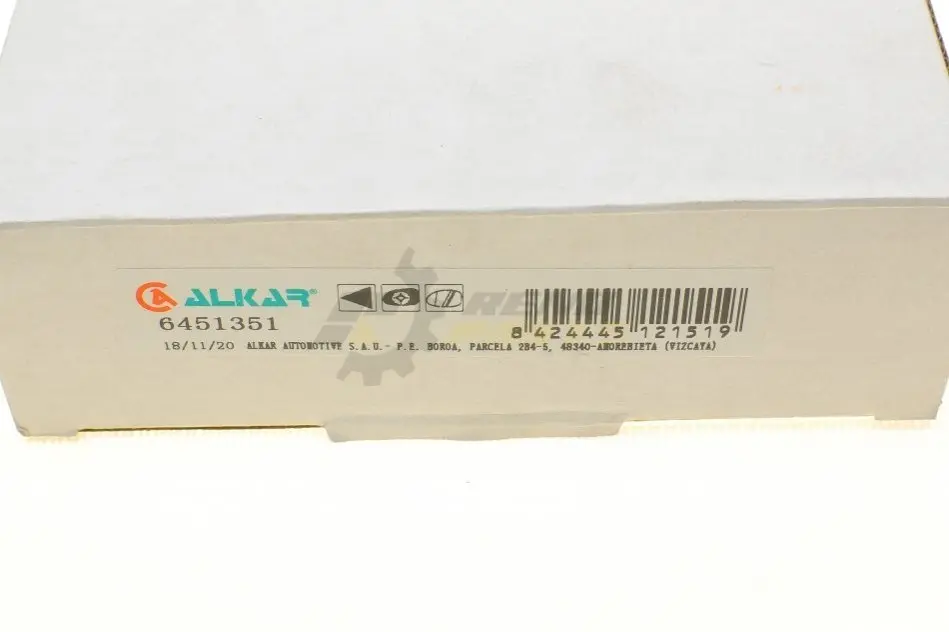 ALKAR®
6451351
8 424445 121519
18/11/20 ALKAR AUTOMOTIVE S.A.U.- P.E. BOROA, PARCELA 2B4-5, 48340-AMOREBIETA (VIZCAYA)